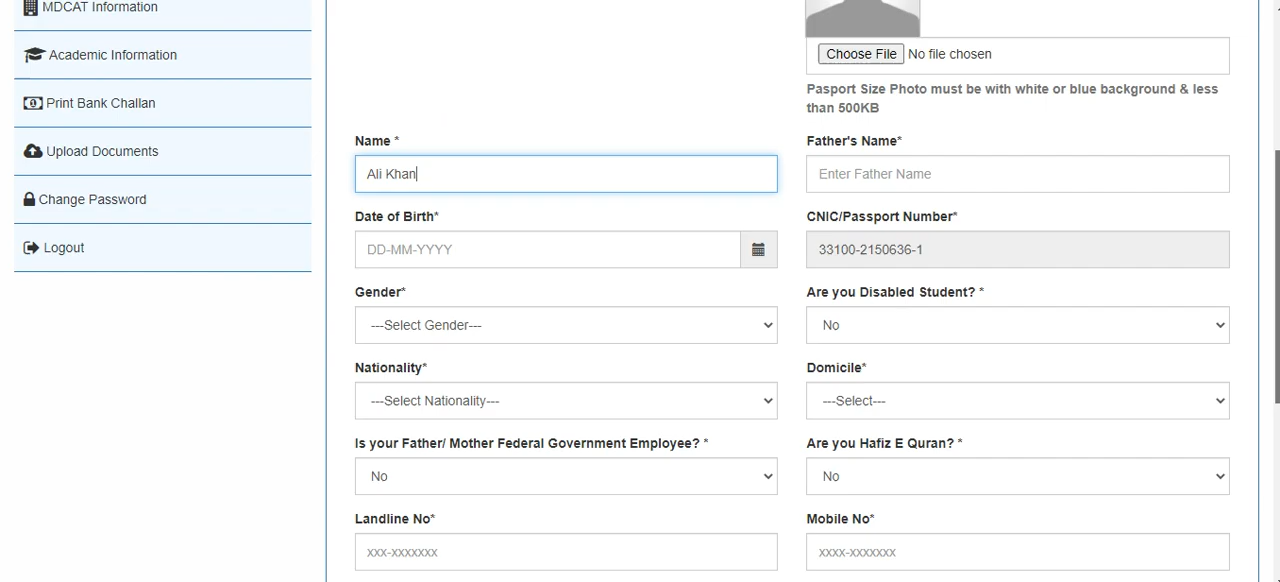 MDCAT Information
Academic Information
Print Bank Challan
Upload Documents
Change Password
Logout
Choose File No file chosen
Pasport Size Photo must be with white or blue background & less
than 500KB
Name * Father's Name*
Ali Khan Enter Father Name
Date of Birth* CNIC/Passport Number*
DD-MM-YYYY 33100-2150636-1
Gender* Are you Disabled Student? *
---Select Gender--- No
Nationality* Domicile*
---Select Nationality--- ---Select---
Is your Father/ Mother Federal Government Employee? * Are you Hafiz E Quran? *
No No
Landline No* Mobile No*
xxx-xxxxxxx xxxx-xxxxxxx